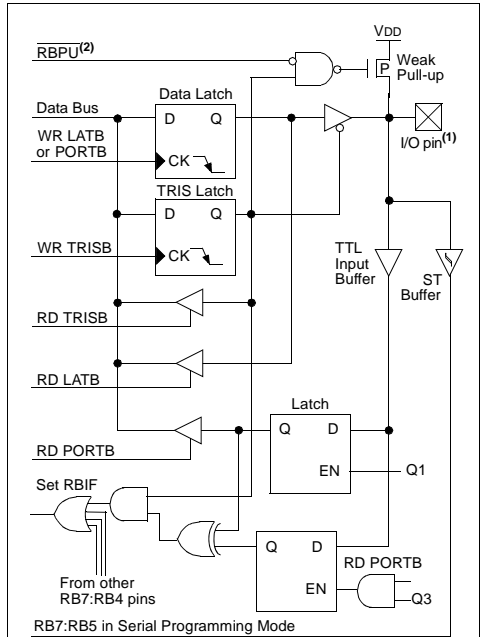 VDD
RBPU(2)
P
Weak
Pull-up
Data Latch
Data Bus
D Q
I/O pin(1)
WR LATB
or PORTB
CK
TRIS Latch
D Q
WR TRISB
CK
TTL
Input
Buffer
ST
Buffer
RD TRISB
RD LATB
Latch
Q D
RD PORTB
EN
Q1
Set RBIF
Q D
RD PORTB
EN
Q3
From other
RB7:RB4 pins
RB7:RB5 in Serial Programming Mode